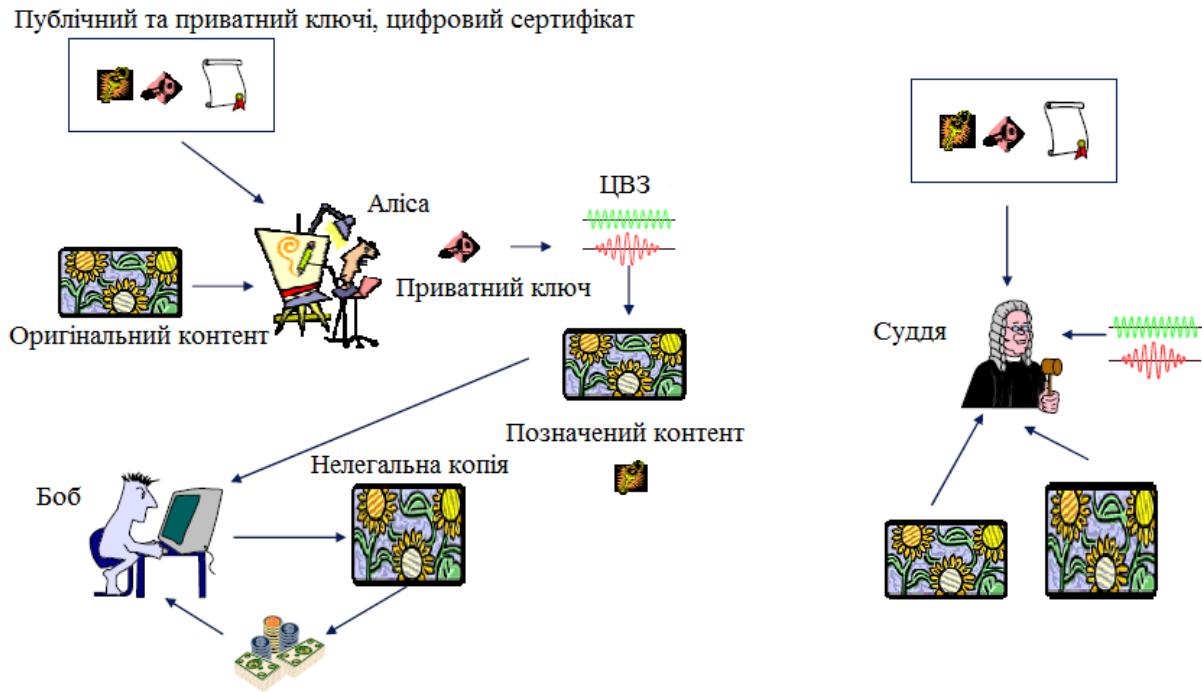 Публічний та приватний ключі, цифровий сертифікат
Аліса
ЦВЗ
Приватний ключ
Оригінальний контент
Суддя
Позначений контент
Нелегальна копія
Боб